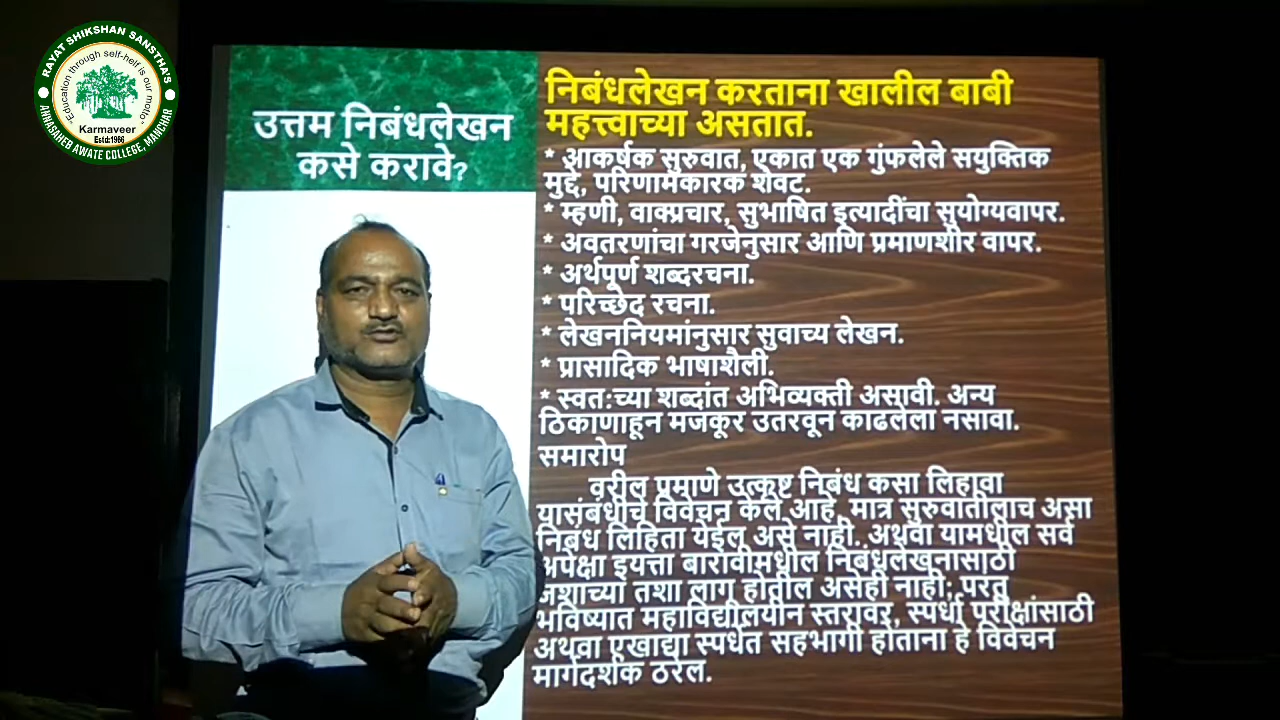 RAYAT SHIKSHAN SANSTHA'S
"Education through self-help is our motto"
Karmaveer
Estd:1966
ANNASAHEB AWATE COLLEGE, MANCHAR
उत्तम निबंधलेखन
कसे करावे?
निबंधलेखन करताना खालील बाबी
महत्त्वाच्या असतात.
* आकर्षक सुरुवात, एकात एक गुंफलेले सयुक्तिक
मुद्दे, परिणामकारक शेवट.
* म्हणी, वाक्प्रचार, सुभाषित इत्यादींचा सुयोग्यवापर.
* अवतरणांचा गरजेनुसार आणि प्रमाणशीर वापर.
* अर्थपूर्ण शब्दरचना.
* परिच्छेद रचना.
* लेखननियमांनुसार सुवाच्य लेखन.
* प्रासादिक भाषाशैली.
* स्वत:च्या शब्दांत अभिव्यक्ती असावी. अन्य
ठिकाणाहून मजकूर उतरवून काढलेला नसावा.
समारोप
वरील प्रमाणे उत्कृष्ट निबंध कसा लिहावा
यासंबंधीचे विवेचन केले आहे. मात्र सुरुवातीलाच असा
निबंध लिहिता येईल असे नाही. अथवा यामधील सर्व
अपेक्षा इयत्ता बारावीमधील निबंधलेखनासाठी
जशाच्या तशा लागू होतील असेही नाही; परंतु
भविष्यात महाविद्यालयीन स्तरावर, स्पर्धा परीक्षांसाठी
अथवा एखाद्या स्पर्धेत सहभागी होताना हे विवेचन
मार्गदर्शक ठरेल.